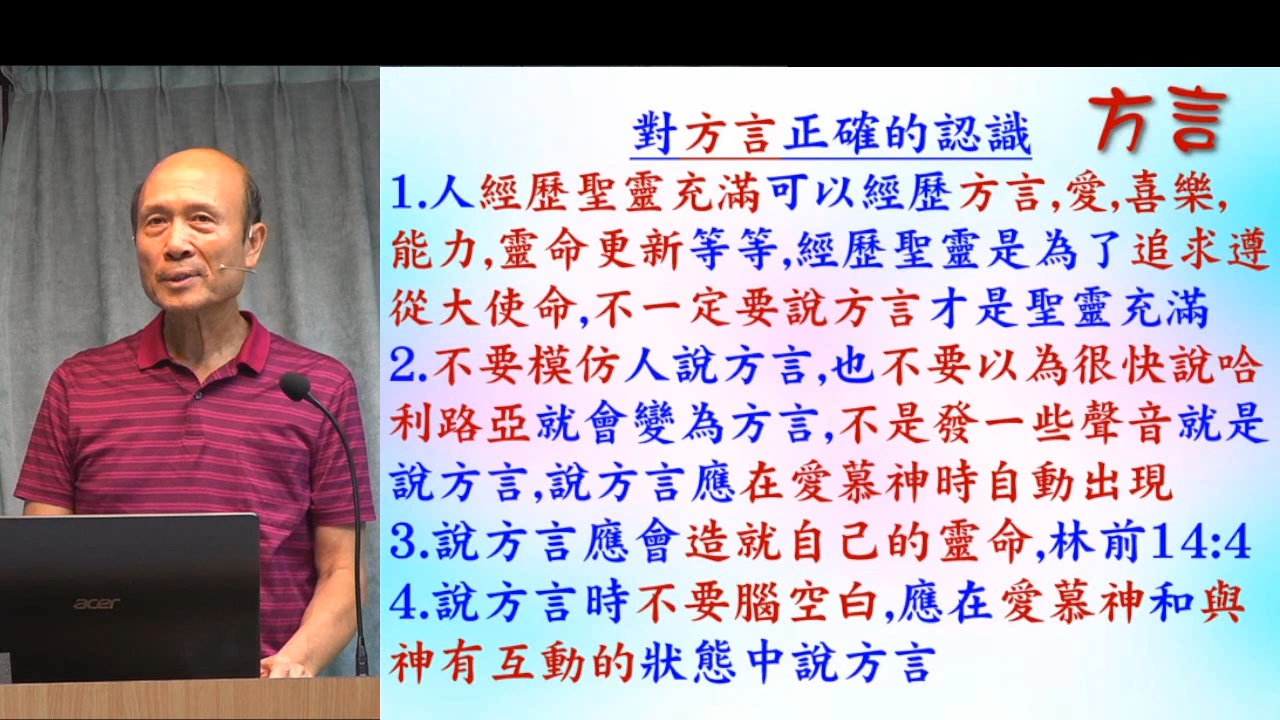 方言
對方言正確的認識
1.人經歷聖靈充滿可以經歷方言,愛,喜樂,
能力,靈命更新等等,經歷聖靈是為了追求遵
從大使命,不一定要說方言才是聖靈充滿
2.不要模仿人說方言,也不要以為很快說哈
利路亞就會變為方言,不是發一些聲音就是
說方言,說方言應在愛慕神時自動出現
3.說方言應會造就自己的靈命,林前14:4
4.說方言時不要腦空白,應在愛慕神和與
神有互動的狀態中說方言
acer